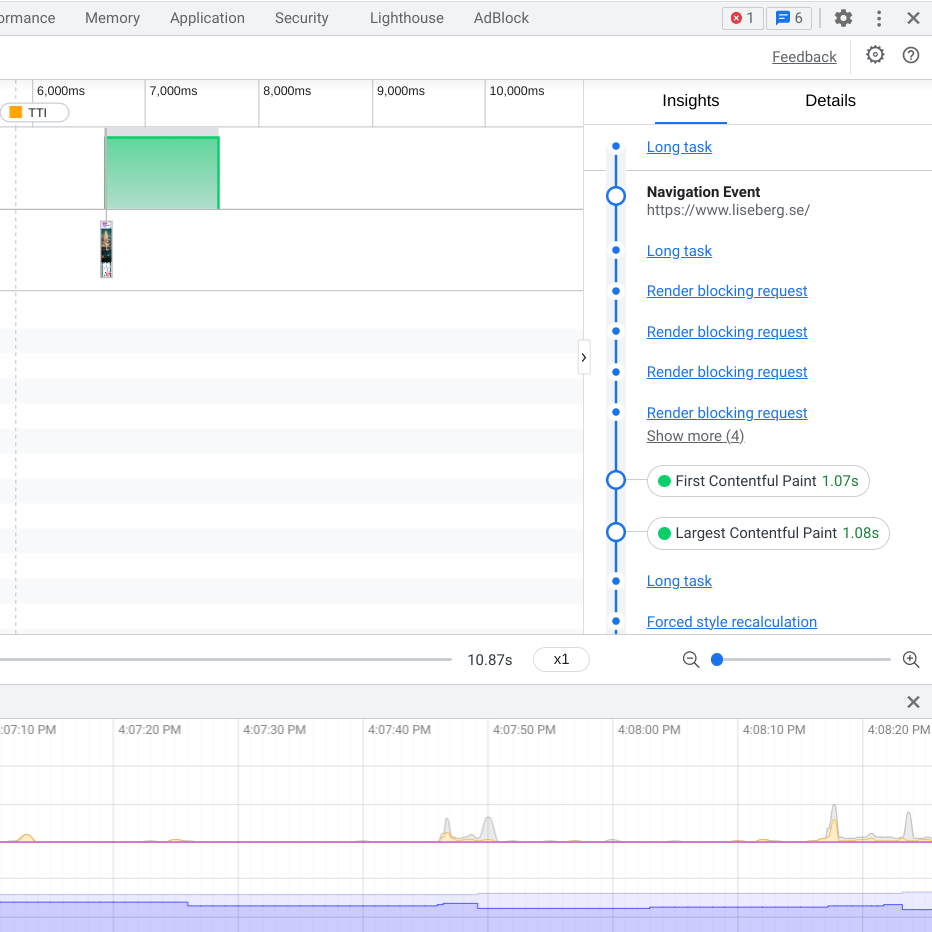 ormance Memory Application Security Lighthouse AdBlock 1 6
Feedback
6,000ms 7,000ms 8,000ms 9,000ms 10,000ms
TTI
Insights Details
Long task
Navigation Event
https://www.liseberg.se/
Long task
Render blocking request
Render blocking request
Render blocking request
Render blocking request
Show more (4)
First Contentful Paint 1.07s
Largest Contentful Paint 1.08s
Long task
Forced style recalculation
10.87s x1
:07:10 PM 4:07:20 PM 4:07:30 PM 4:07:40 PM 4:07:50 PM 4:08:00 PM 4:08:10 PM 4:08:20 PM